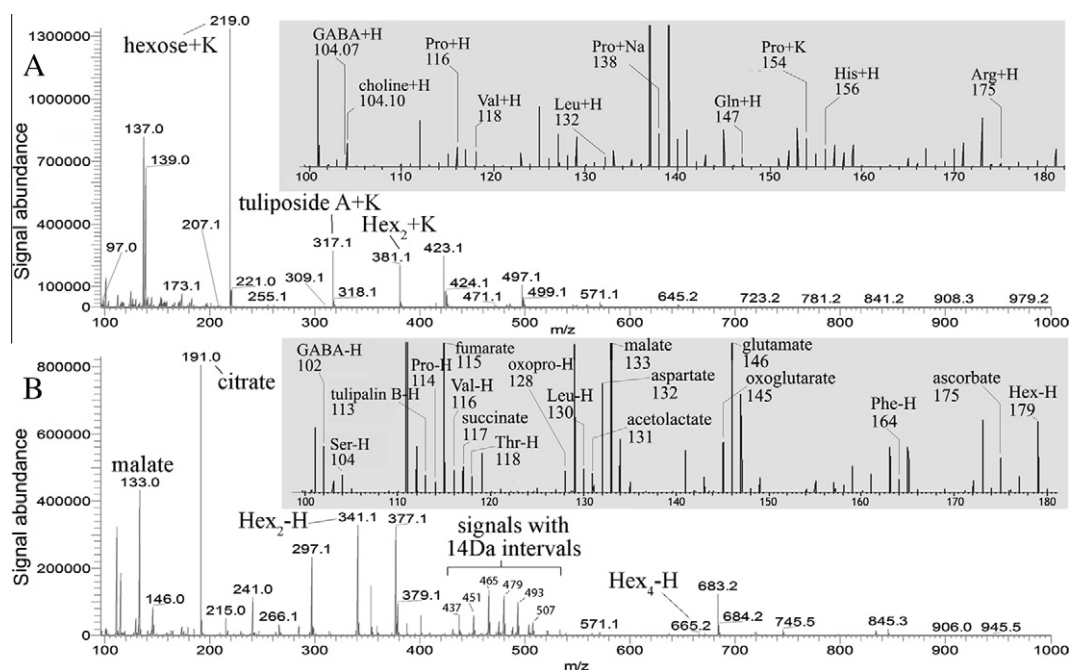 A
Signal abundance
1300000
1000000
700000
400000
100000
0
219.0
hexose+K
137.0
139.0
97.0
173.1
207.1
221.0
255.1
tuliposide A+K
317.1
309.1
318.1
Hex2+K
381.1
423.1
424.1
471.1
497.1
499.1
571.1
645.2
723.2
781.2
841.2
908.3
979.2
100 200 300 400 500 600 700 800 900 1000
m/z
GABA+H
104.07
choline+H
104.10
Pro+H
116
Val+H
118
Leu+H
132
Pro+Na
138
Gln+H
147
Pro+K
154
His+H
156
Arg+H
175
100 110 120 130 140 150 160 170 180
B
Signal abundance
800000
600000
400000
200000
0
191.0
citrate
malate
133.0
146.0
215.0
241.0
266.1
297.1
Hex2-H
341.1
377.1
379.1
signals with
14Da intervals
437
451
465
479
493
507
571.1
Hex4-H
665.2
683.2
684.2
745.5
845.3
906.0
945.5
100 200 300 400 500 600 700 800 900 1000
m/z
GABA-H
102
Ser-H
104
tulipalin B-H
113
Pro-H
114
fumarate
115
Val-H
116
succinate
117
Thr-H
118
oxopro-H
128
Leu-H
130
acetolactate
131
aspartate
132
malate
133
oxoglutarate
145
glutamate
146
Phe-H
164
ascorbate
175
Hex-H
179
100 110 120 130 140 150 160 170 180